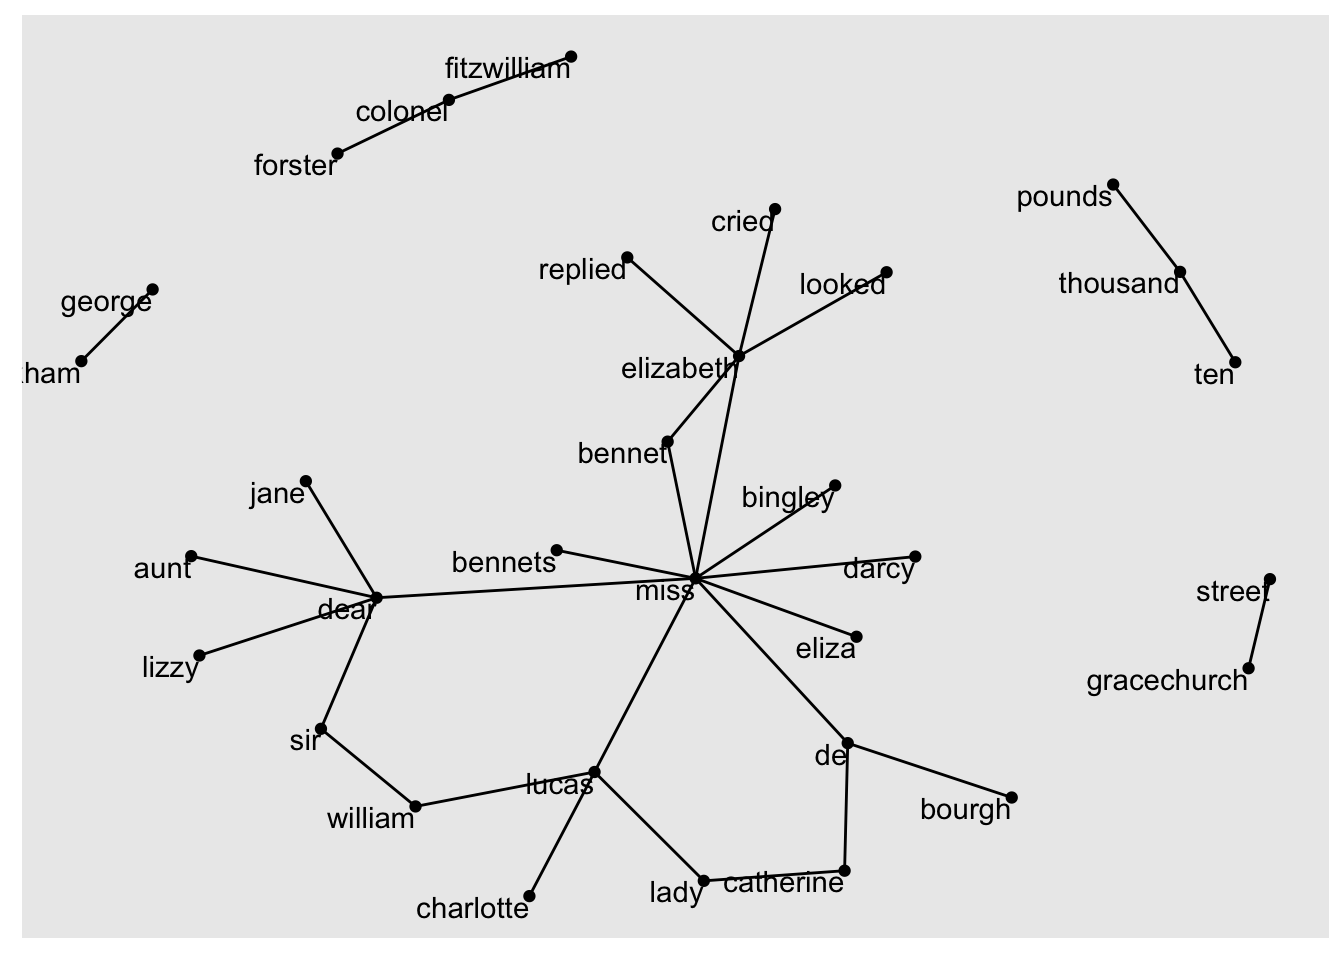 fitzwilliam
colonel
forster
pounds
cried
replied
looked
thousand
george
elizabeth
ham
ten
bennet
jane
bingley
bennets
aunt
darcy
miss
street
dear
eliza
lizzy
gracechurch
sir
de
lucas
bourgh
william
catherine
lady
charlotte